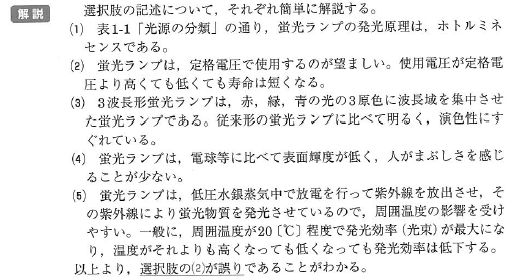 解説
選択肢の記述について，それぞれ簡単に解説する。
(1) 表1-1「光源の分類」の通り，蛍光ランプの発光原理は，ホトルミネ
センスである。
(2) 蛍光ランプは，定格電圧で使用するのが望ましい。使用電圧が定格電
圧より高くても低くても寿命は短くなる。
(3) 3波長形蛍光ランプは，赤，緑，青の光の3原色に波長域を集中させ
た蛍光ランプである。従来形の蛍光ランプに比べて明るく，演色性にす
ぐれている。
(4) 蛍光ランプは，電球等に比べて表面輝度が低く，人がまぶしさを感じ
ることが少ない。
(5) 蛍光ランプは，低圧水銀蒸気中で放電を行って紫外線を放出させ，そ
の紫外線により蛍光物質を発光させているので，周囲温度の影響を受け
やすい。一般に，周囲温度が20〔℃〕程度で発光効率（光束）が最大にな
り，温度がそれよりも高くなっても低くなっても発光効率は低下する。
以上より，選択肢の(2)が誤りであることがわかる。